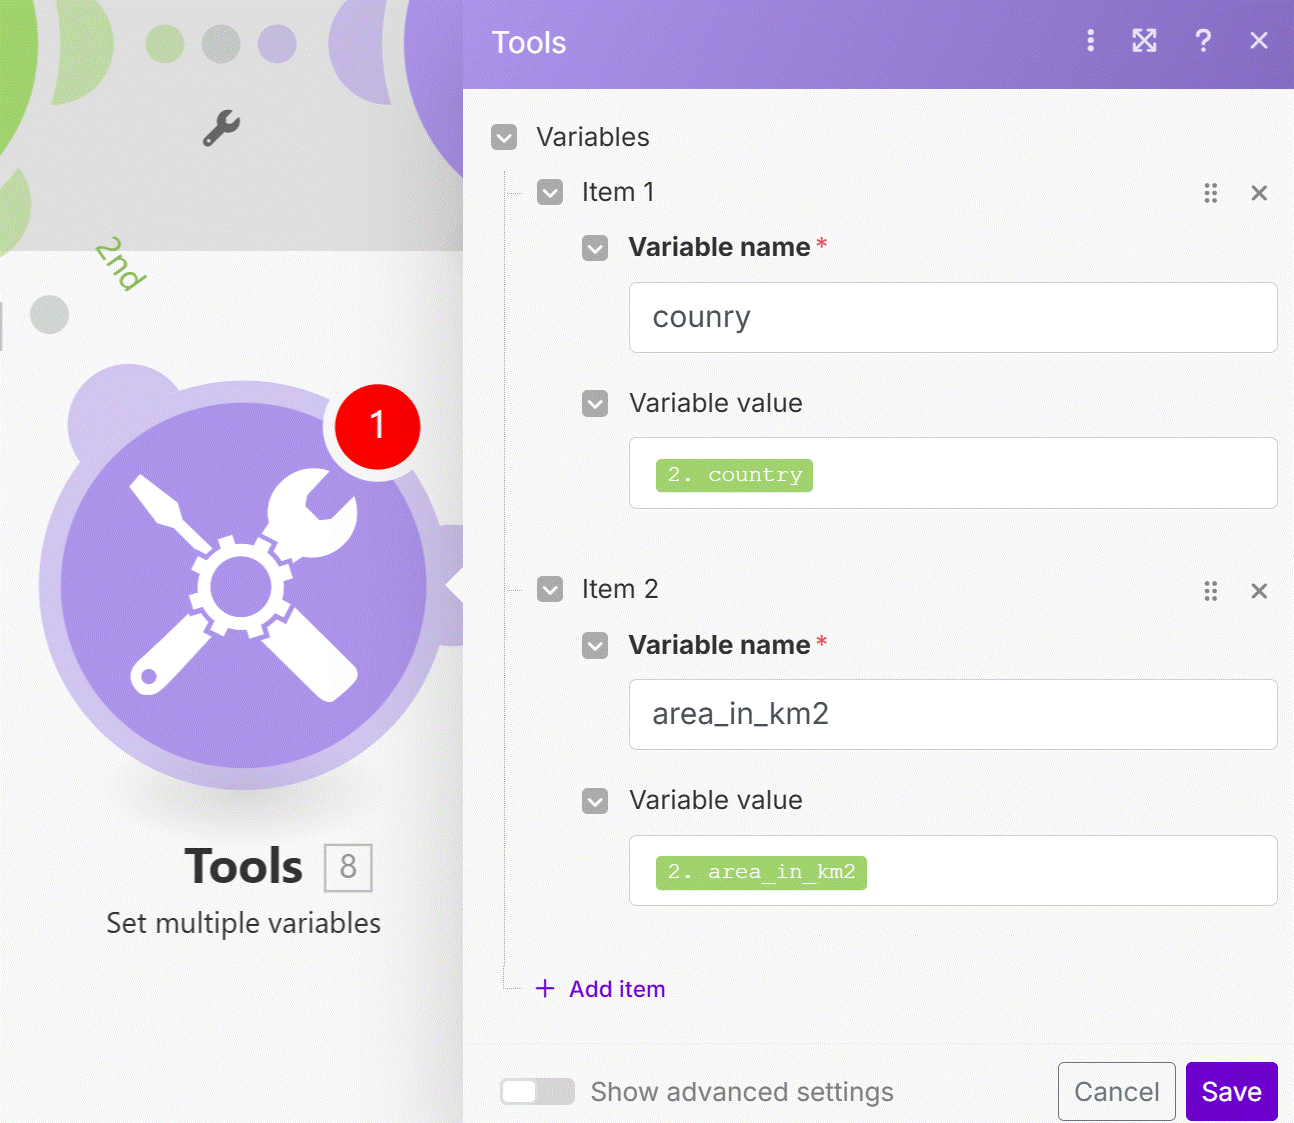 Tools
?
Variables
Item 1
Variable name*
counry
Variable value
2. country
Item 2
Variable name*
area_in_km2
Variable value
2. area_in_km2
+ Add item
Show advanced settings
Cancel
Save
2nd
1
Tools 8
Set multiple variables